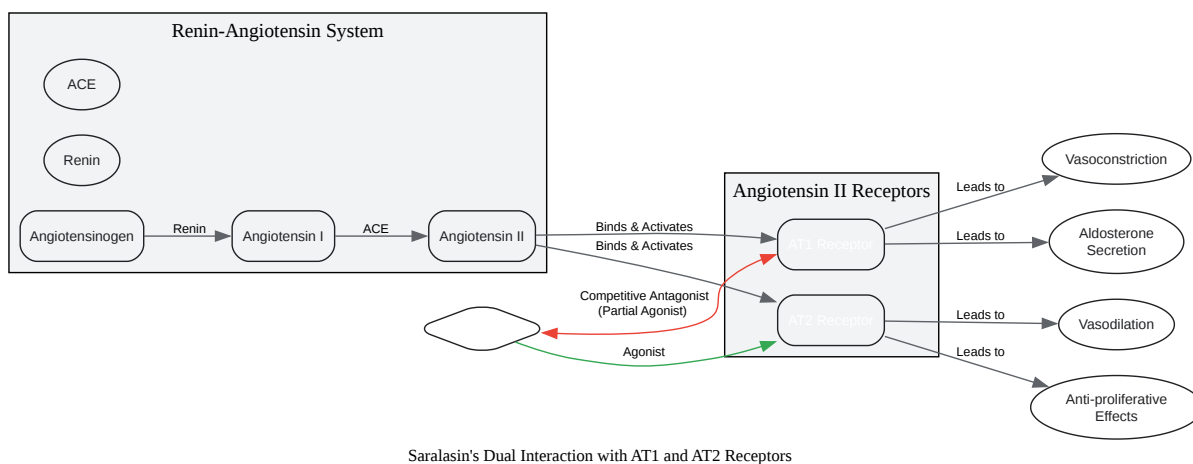 Renin-Angiotensin System
ACE
Renin
Angiotensinogen
Renin
Angiotensin I
ACE
Angiotensin II
Binds & Activates
Binds & Activates
Angiotensin II Receptors
AT1 Receptor
AT2 Receptor
Competitive Antagonist
(Partial Agonist)
Agonist
Leads to
Leads to
Leads to
Leads to
Vasoconstriction
Aldosterone
Secretion
Vasodilation
Anti-proliferative
Effects
Saralasin's Dual Interaction with AT1 and AT2 Receptors